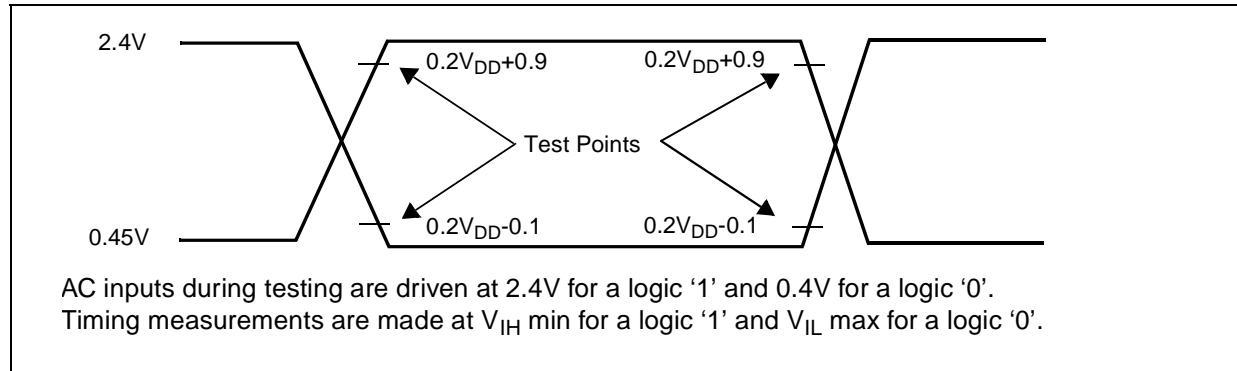 2.4V
0.2VDD+0.9 0.2VDD+0.9
Test Points
0.45V 0.2VDD-0.1 0.2VDD-0.1
AC inputs during testing are driven at 2.4V for a logic ‘1’ and 0.4V for a logic ‘0’.
Timing measurements are made at VIH min for a logic ‘1’ and VIL max for a logic ‘0’.